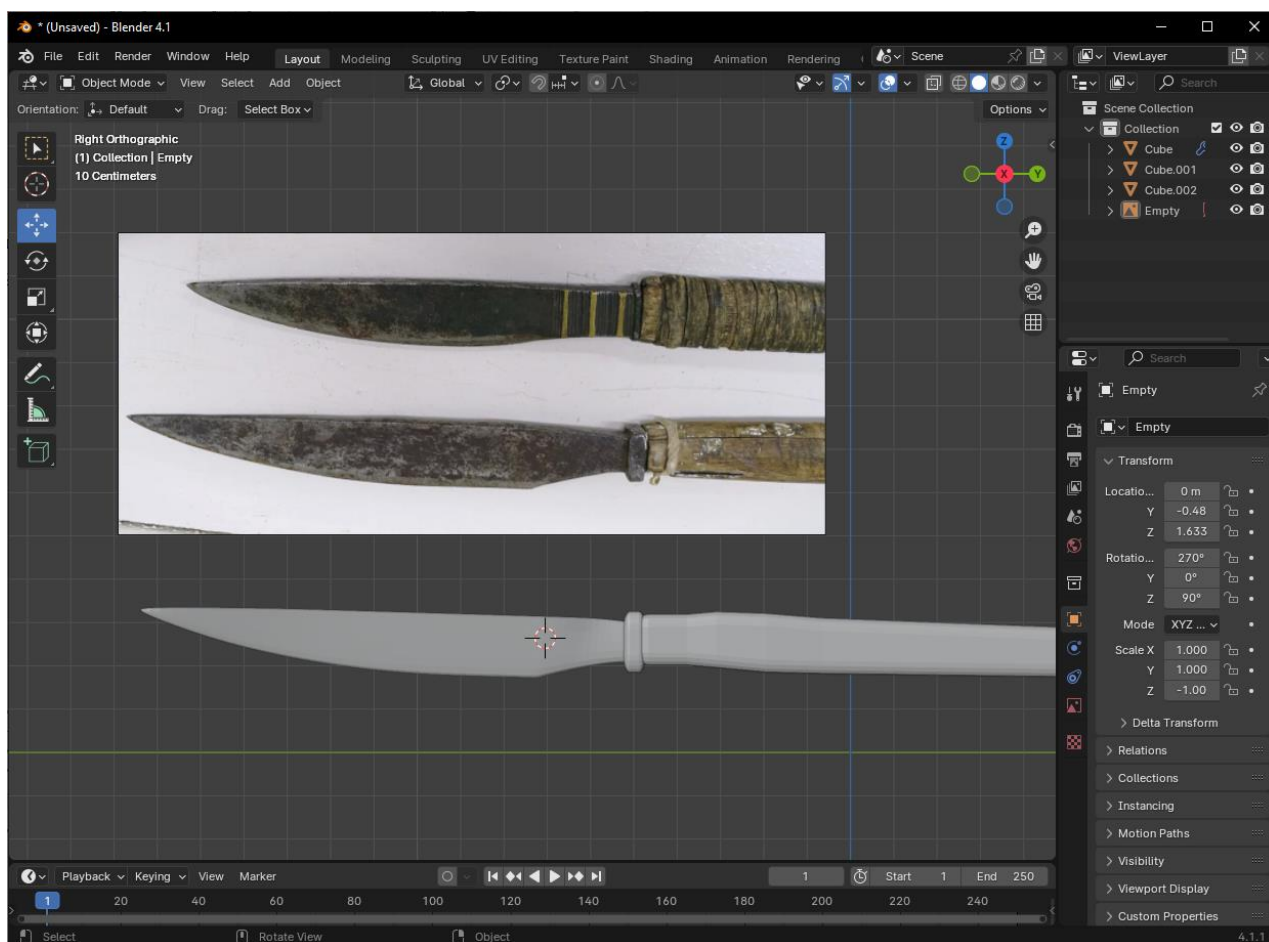 * (Unsaved) - Blender 4.1
File Edit Render Window Help Layout Modeling Sculpting UV Editing Texture Paint Shading Animation Rendering Scene ViewLayer
Object Mode View Select Add Object Global Search
Orientation: Default Drag: Select Box Options
Right Orthographic
(1) Collection | Empty
10 Centimeters
Z
X
Y
Scene Collection
Collection
Cube
Cube.001
Cube.002
Empty
Search
Empty
Empty
Transform
Locatio... 0 m
Y -0.48
Z 1.633
Rotatio... 270°
Y 0°
Z 90°
Mode XYZ ...
Scale X 1.000
Y 1.000
Z -1.00
Delta Transform
Relations
Collections
Instancing
Motion Paths
Visibility
Viewport Display
Custom Properties
Playback Keying View Marker 1 Start 1 End 250
1 20 40 60 80 100 120 140 160 180 200 220 240
Select Rotate View Object 4.1.1